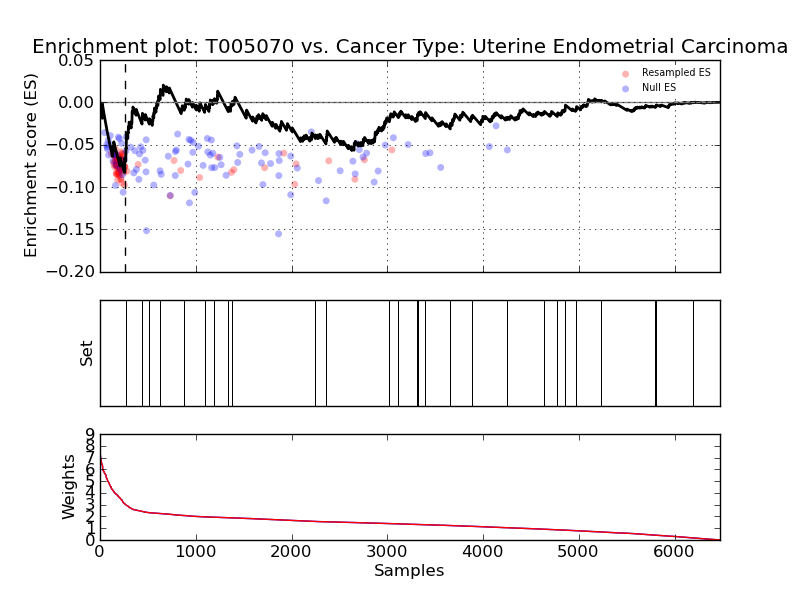 Enrichment plot: T005070 vs. Cancer Type: Uterine Endometrial Carcinoma
Enrichment score (ES)
0.05
0.00
−0.05
−0.10
−0.15
−0.20
Resampled ES
Null ES
Set
Weights
9
8
7
6
5
4
3
2
1
0
0 1000 2000 3000 4000 5000 6000
Samples